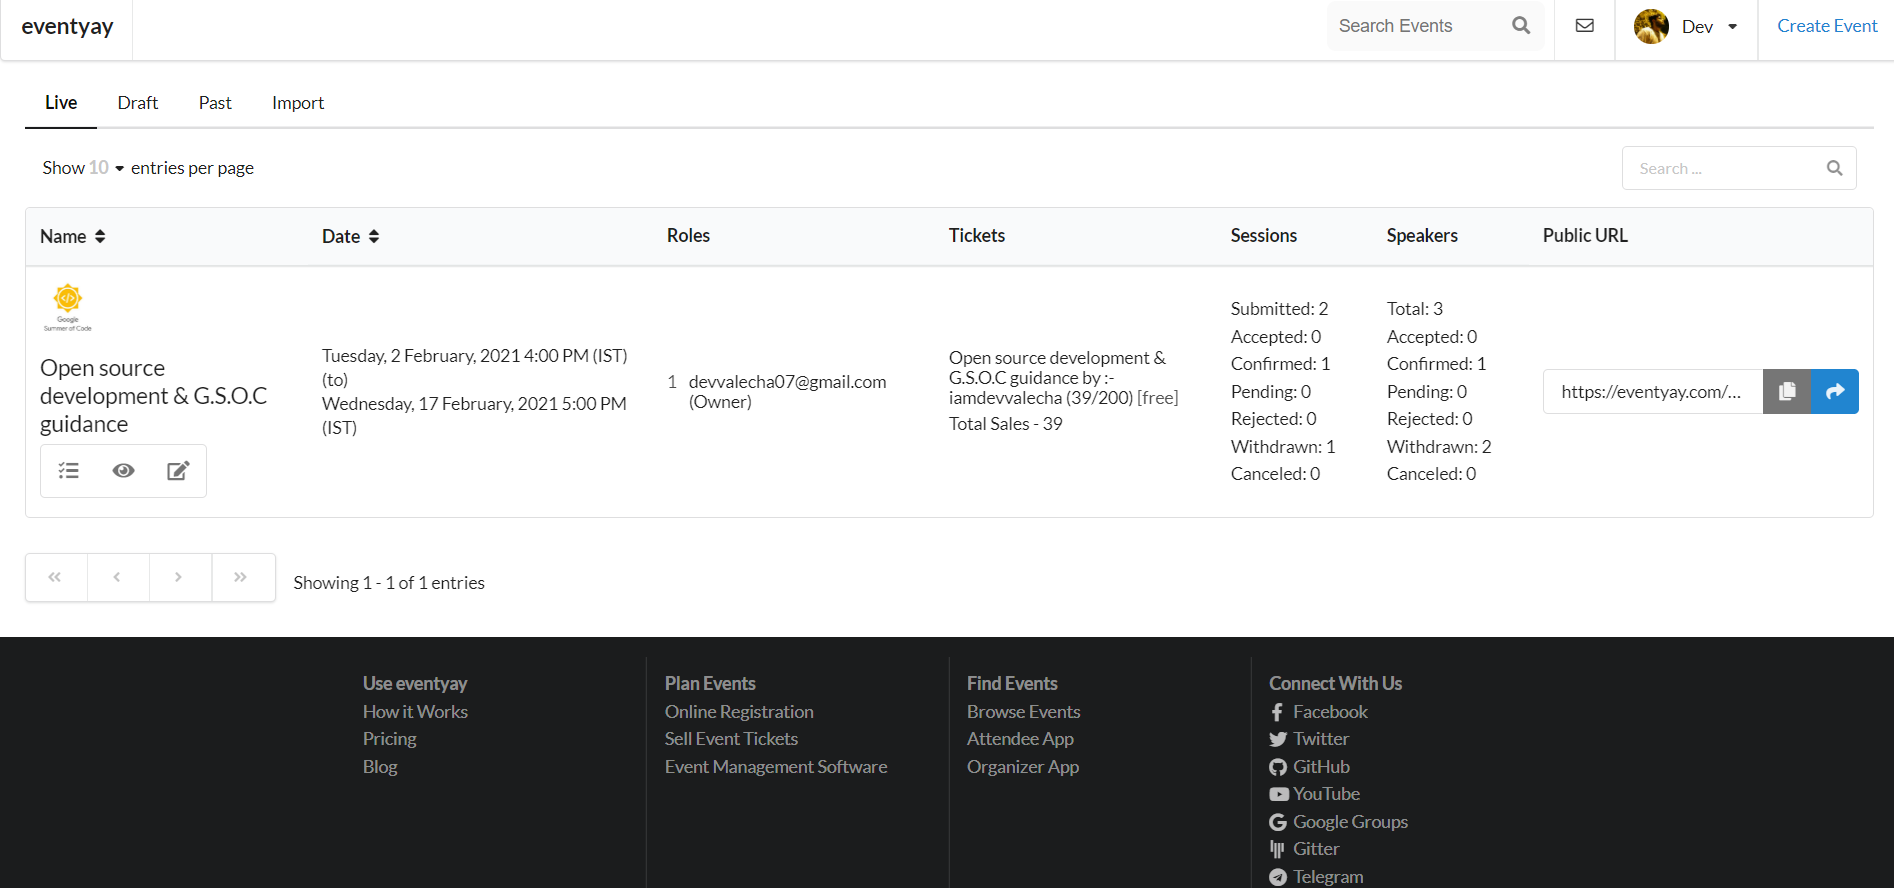 eventyay
Search Events
Dev
Create Event
Live
Draft
Past
Import
Show 10 entries per page
Search ...
Name
Date
Roles
Tickets
Sessions
Speakers
Public URL
Google
Summer of Code
Open source
development & G.S.O.C
guidance
Tuesday, 2 February, 2021 4:00 PM (IST)
(to)
Wednesday, 17 February, 2021 5:00 PM
(IST)
1 devvalecha07@gmail.com
(Owner)
Open source development &
G.S.O.C guidance by :-
iamdevvalecha (39/200) [free]
Total Sales - 39
Submitted: 2
Accepted: 0
Confirmed: 1
Pending: 0
Rejected: 0
Withdrawn: 1
Canceled: 0
Total: 3
Accepted: 0
Confirmed: 1
Pending: 0
Rejected: 0
Withdrawn: 2
Canceled: 0
https://eventyay.com/...
Showing 1 - 1 of 1 entries
Use eventyay
How it Works
Pricing
Blog
Plan Events
Online Registration
Sell Event Tickets
Event Management Software
Find Events
Browse Events
Attendee App
Organizer App
Connect With Us
Facebook
Twitter
GitHub
YouTube
Google Groups
Gitter
Telegram